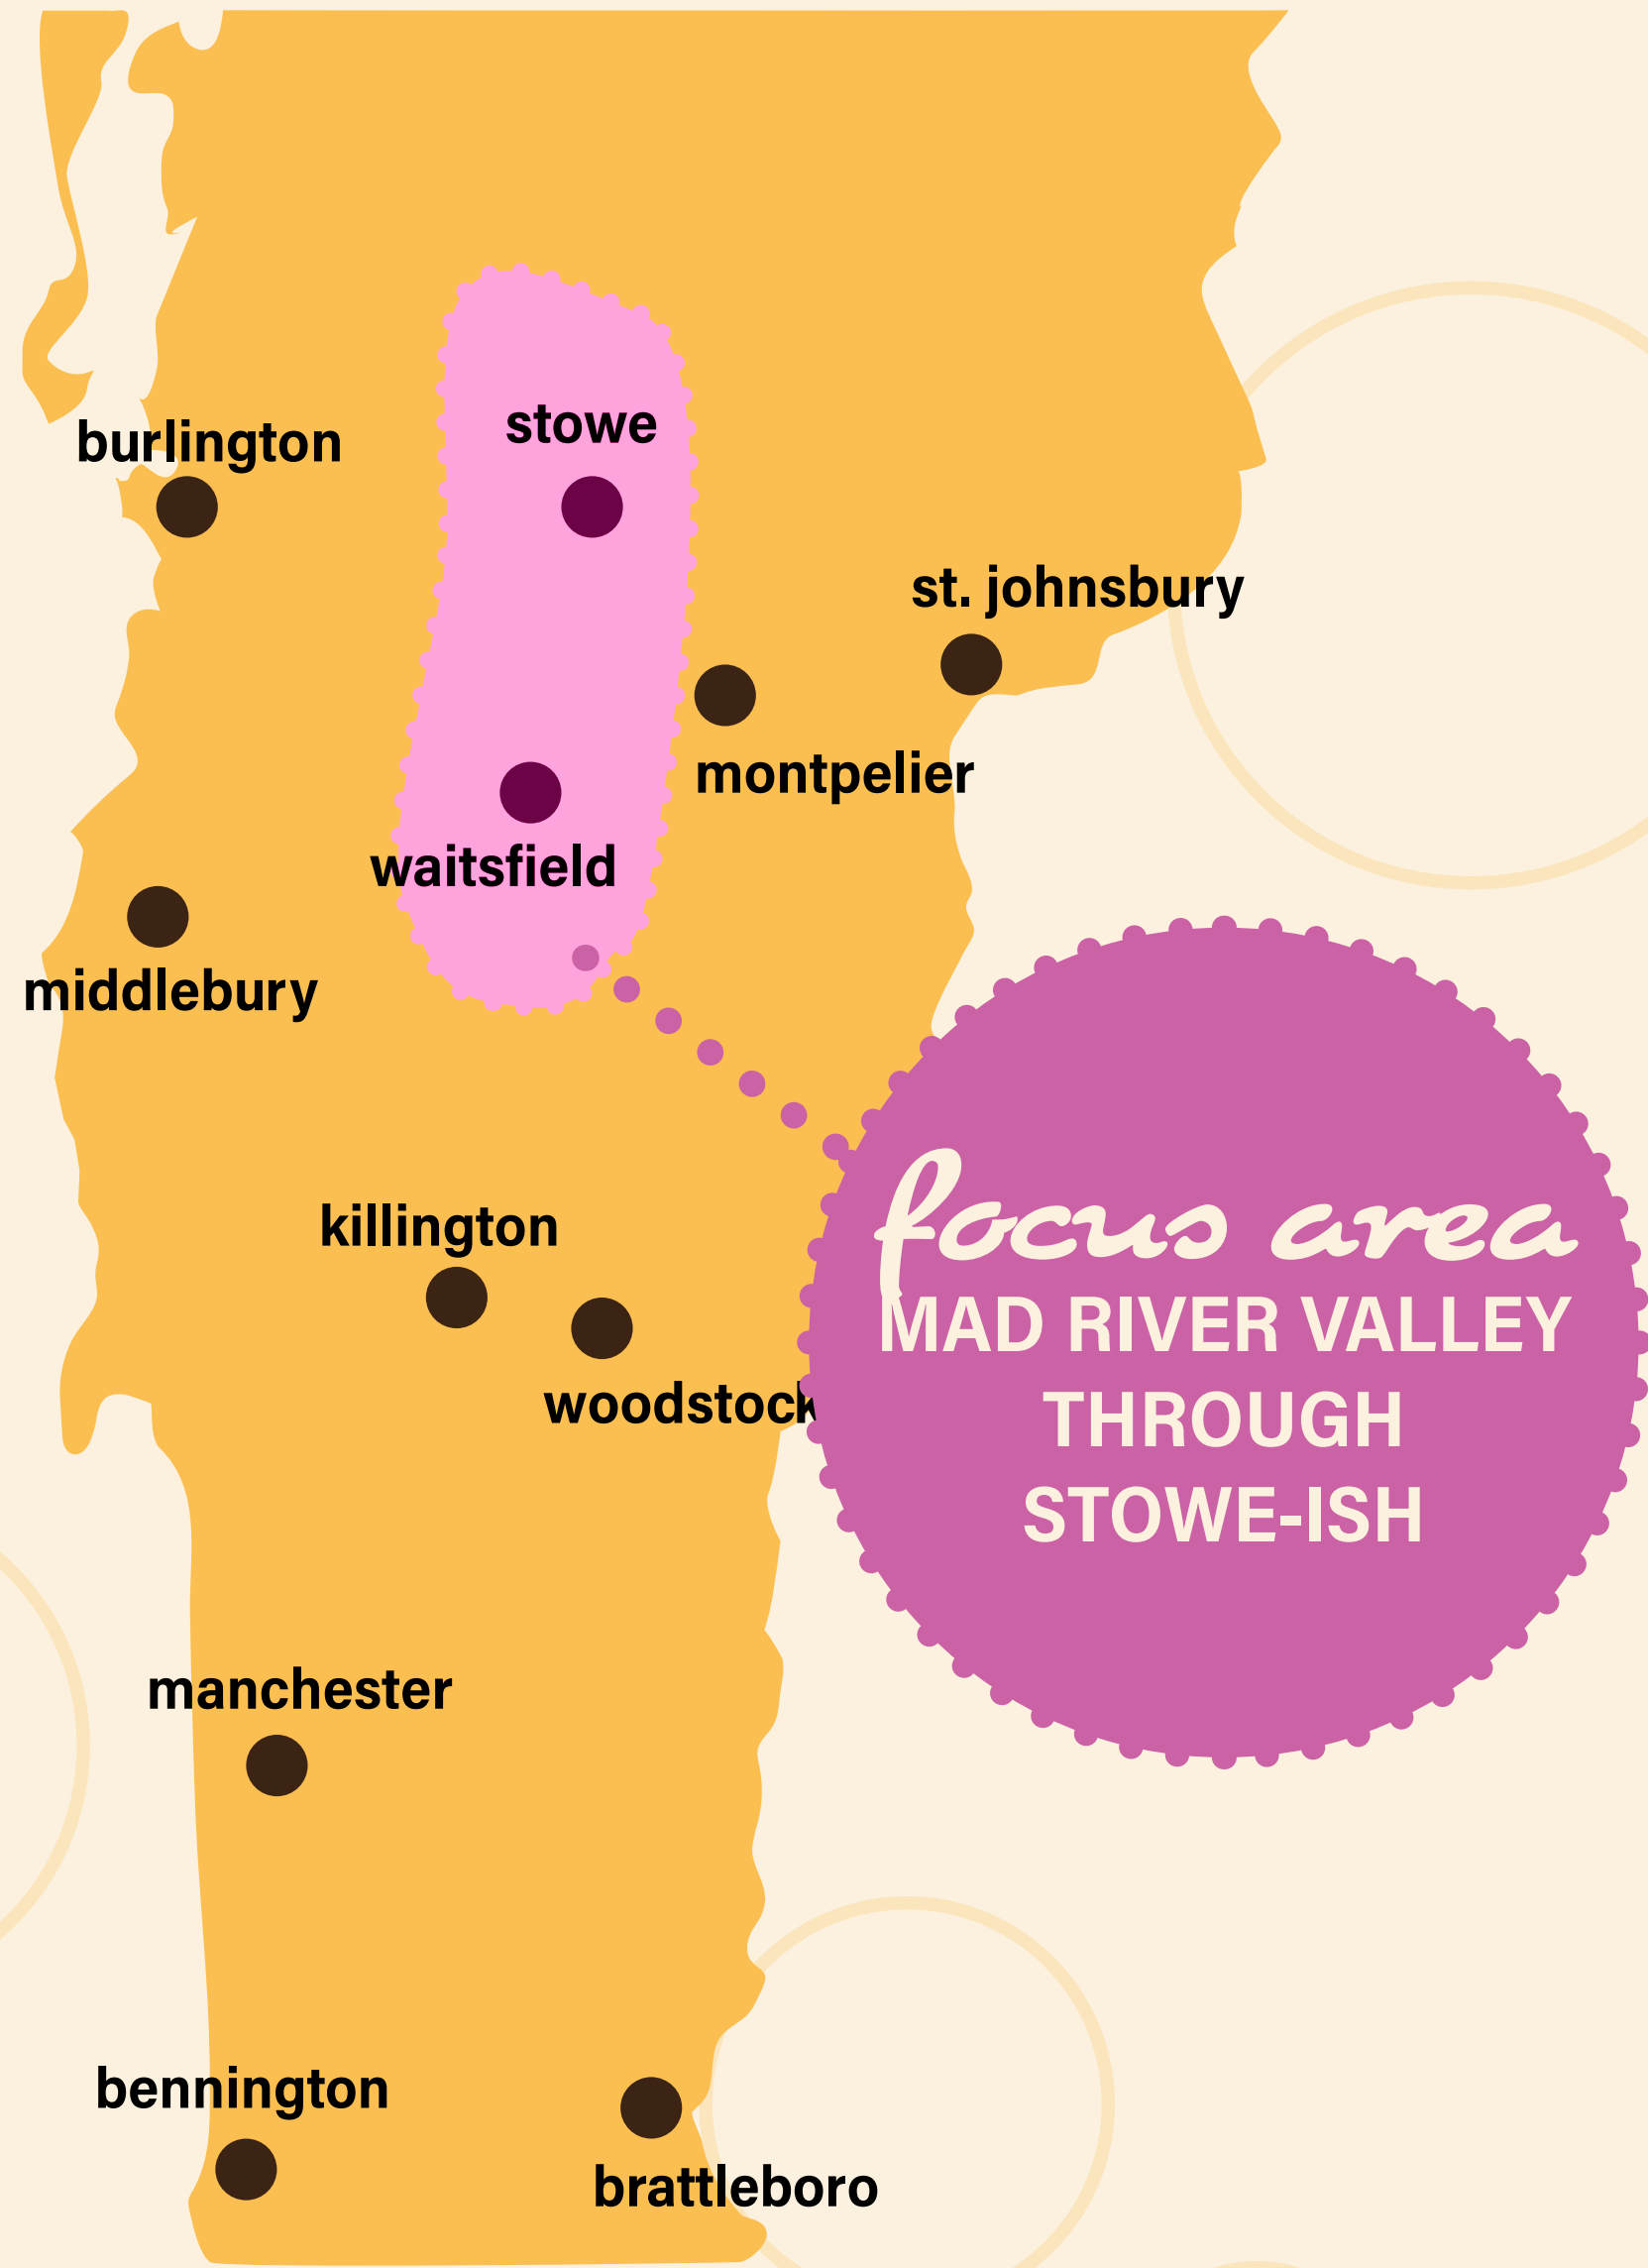 burlington
stowe
st. johnsbury
montpelier
waitsfield
middlebury
killington
woodstock
focus area
MAD RIVER VALLEY
THROUGH
STOWE-ISH
manchester
bennington
brattleboro